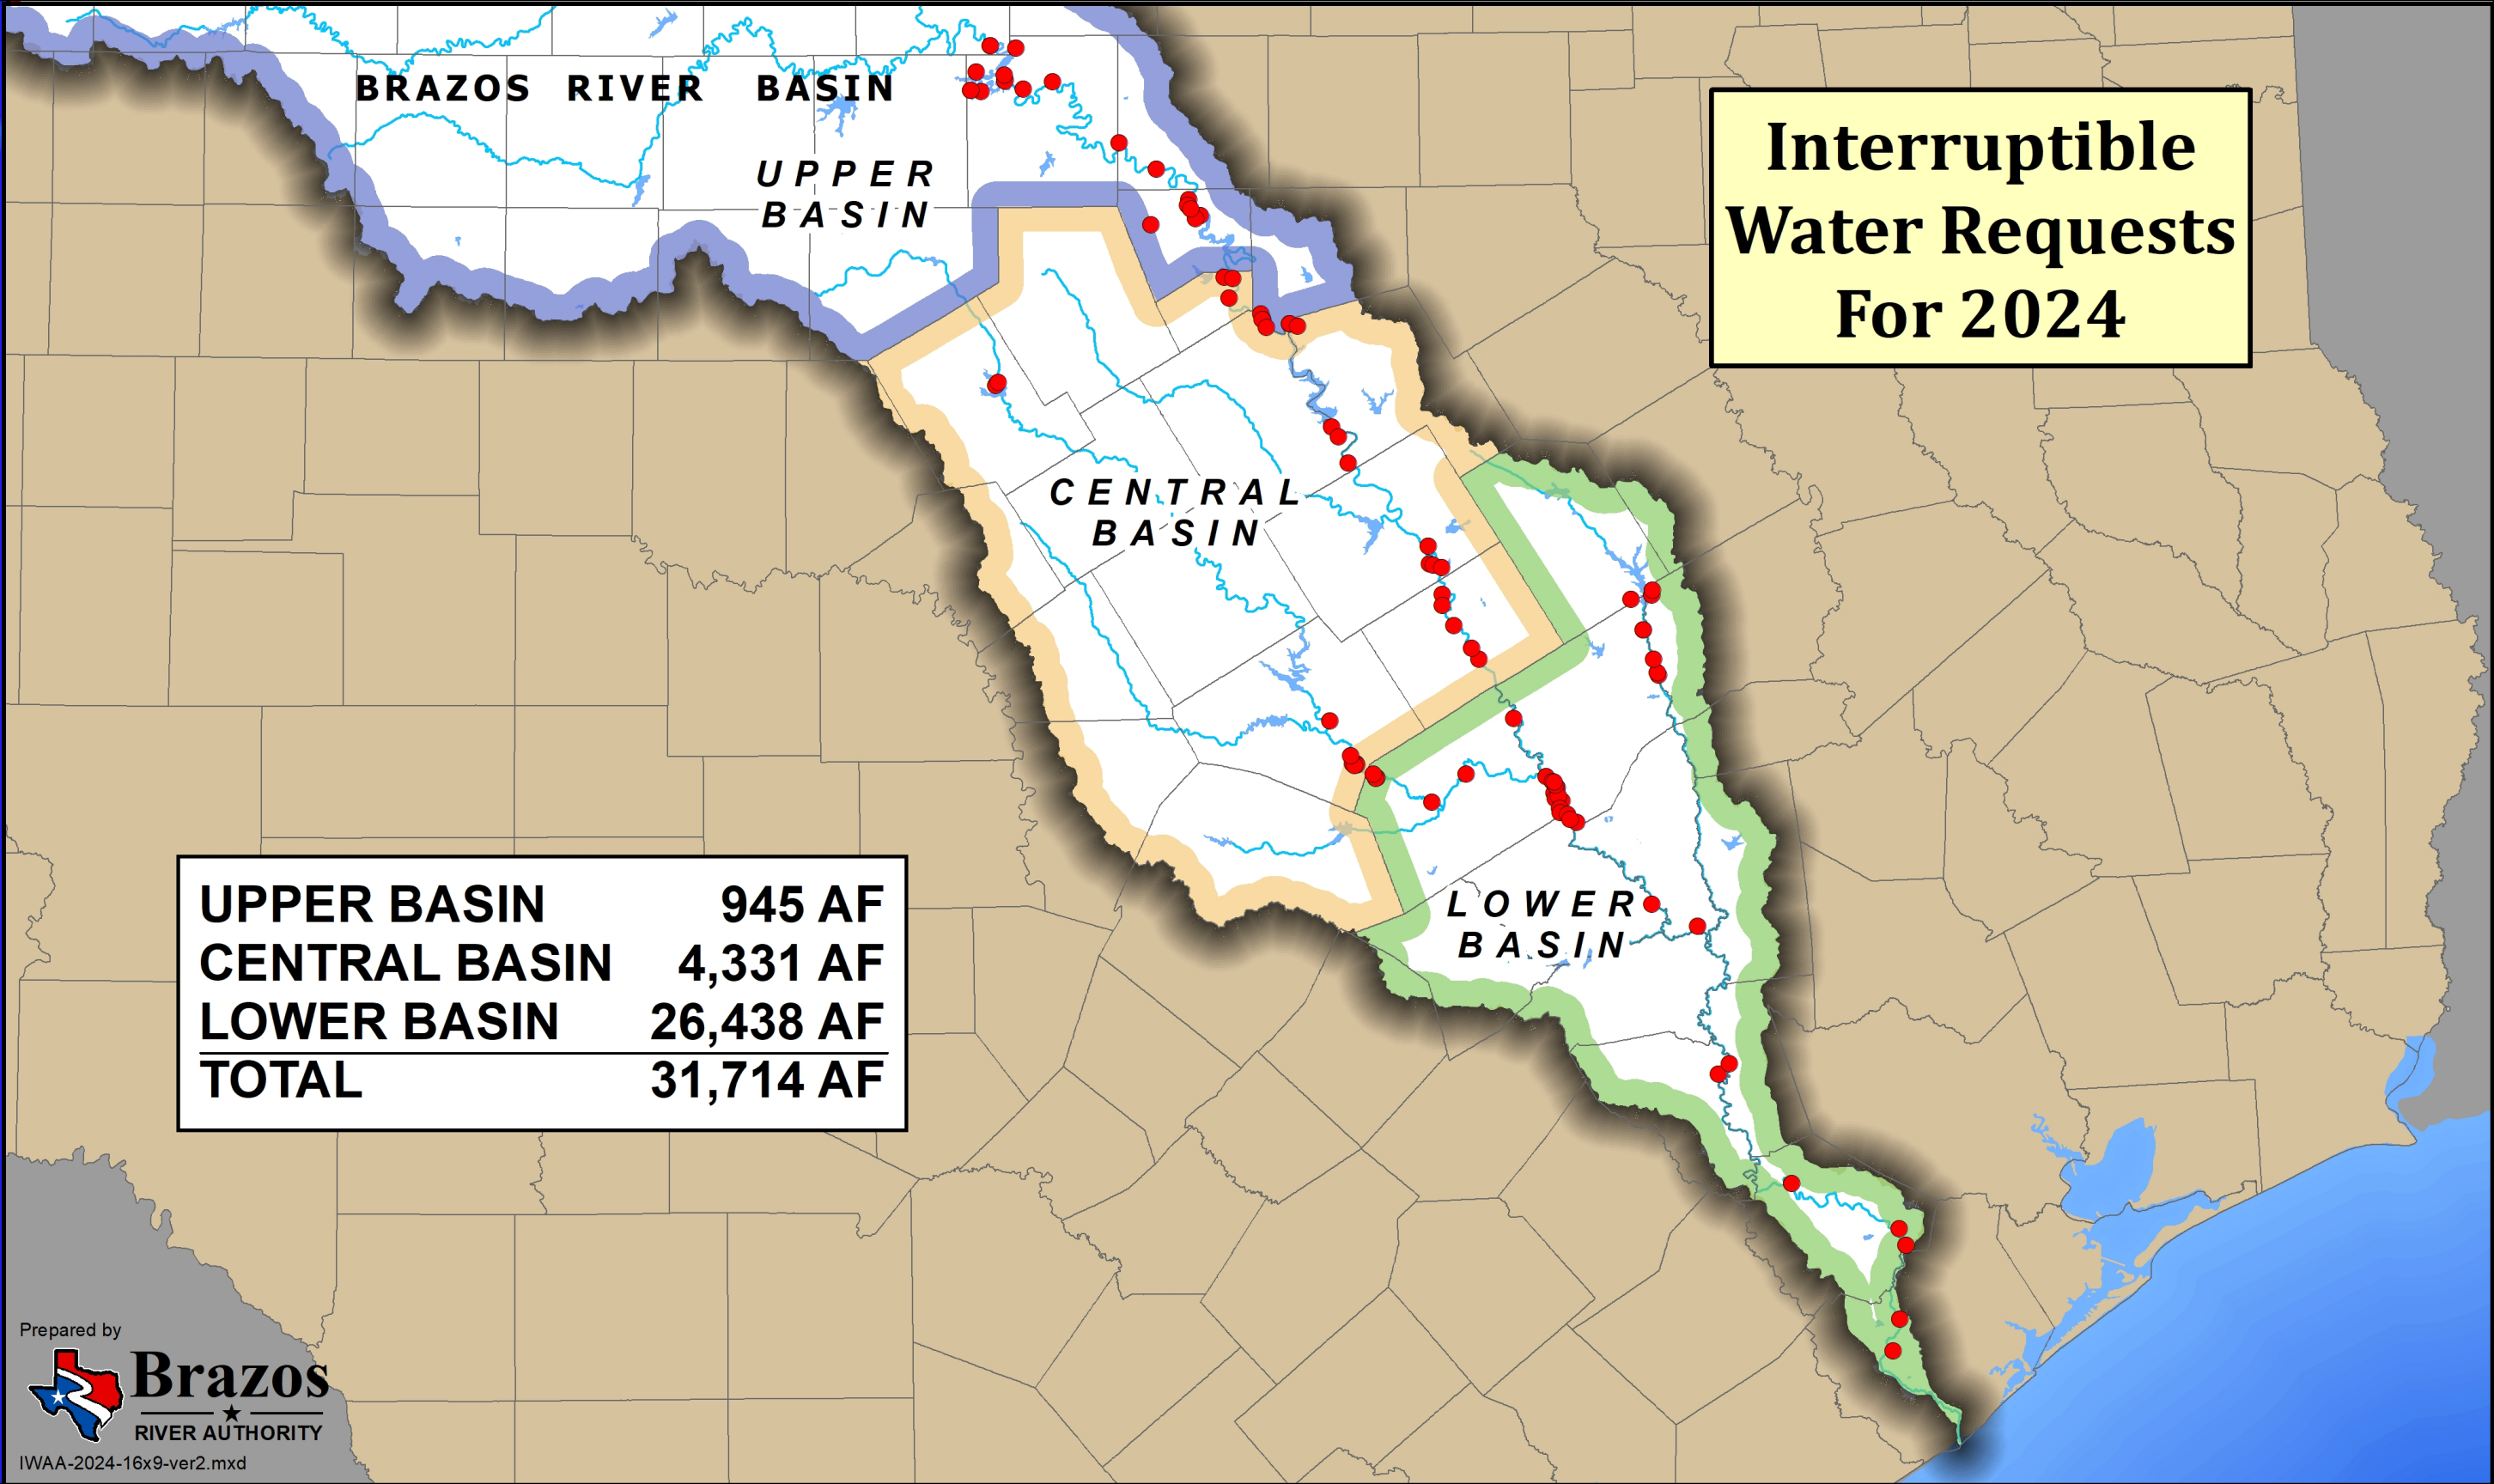 BRAZOS RIVER BASIN
Interruptible
Water Requests
For 2024
UPPER
BASIN
CENTRAL
BASIN
LOWER
BASIN
UPPER BASIN 945 AF
CENTRAL BASIN 4,331 AF
LOWER BASIN 26,438 AF
TOTAL 31,714 AF
Prepared by
Brazos
RIVER AUTHORITY
IWAA-2024-16x9-ver2.mxd